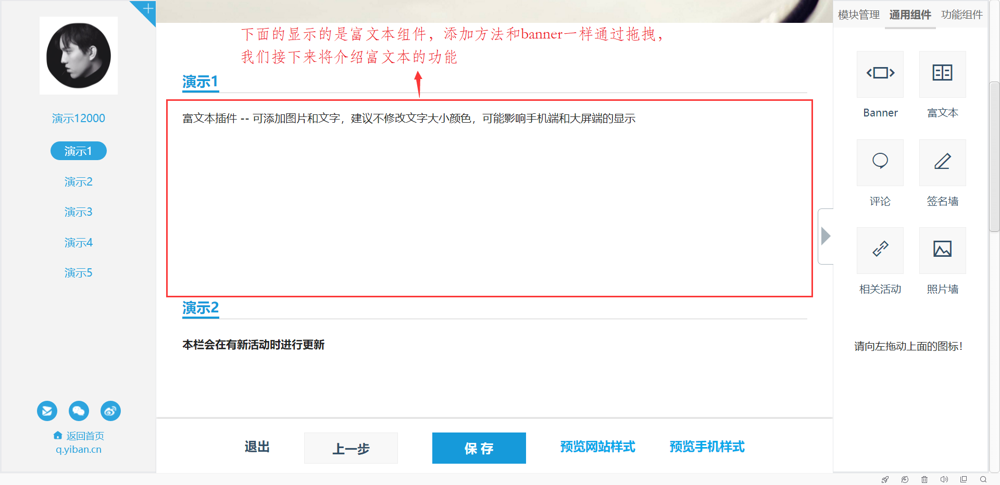 演示12000
演示1
演示2
演示3
演示4
演示5
返回首页
q.yiban.cn
下面的显示的是富文本组件，添加方法和banner一样通过拖拽，
我们接下来将介绍富文本的功能
演示1
富文本插件 -- 可添加图片和文字，建议不修改文字大小颜色，可能影响手机端和大屏端的显示
演示2
本栏会在有新活动时进行更新
退出 上一步 保 存 预览网站样式 预览手机样式
模块管理 通用组件 功能组件
Banner 富文本
评论 签名墙
相关活动 照片墙
请向左拖动上面的图标！